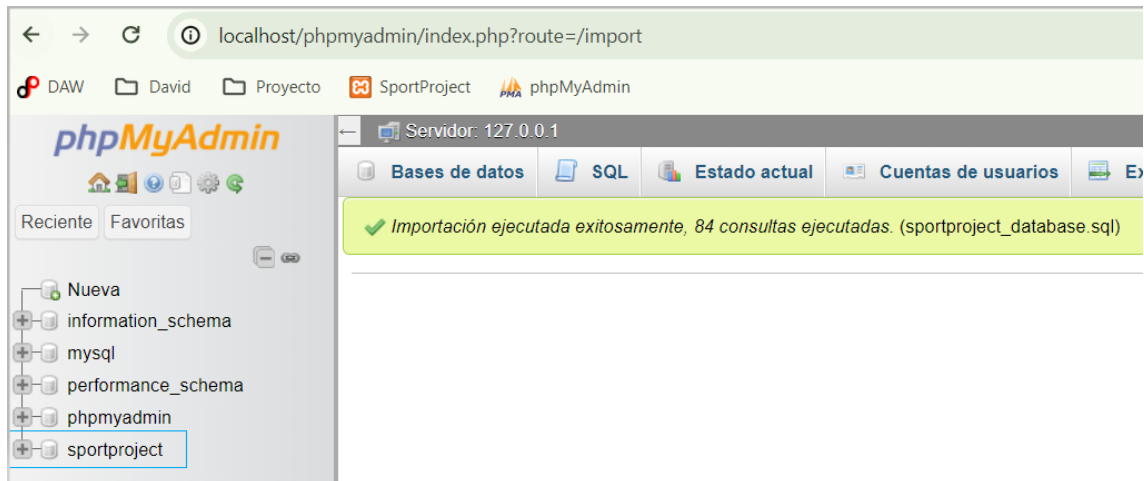 localhost/phpmyadmin/index.php?route=/import
DAW David Proyecto SportProject phpMyAdmin
phpMyAdmin
Reciente Favoritas
Nueva
information_schema
mysql
performance_schema
phpmyadmin
sportproject
Servidor: 127.0.0.1
Bases de datos SQL Estado actual Cuentas de usuarios Ex
Importación ejecutada exitosamente, 84 consultas ejecutadas. (sportproject_database.sql)